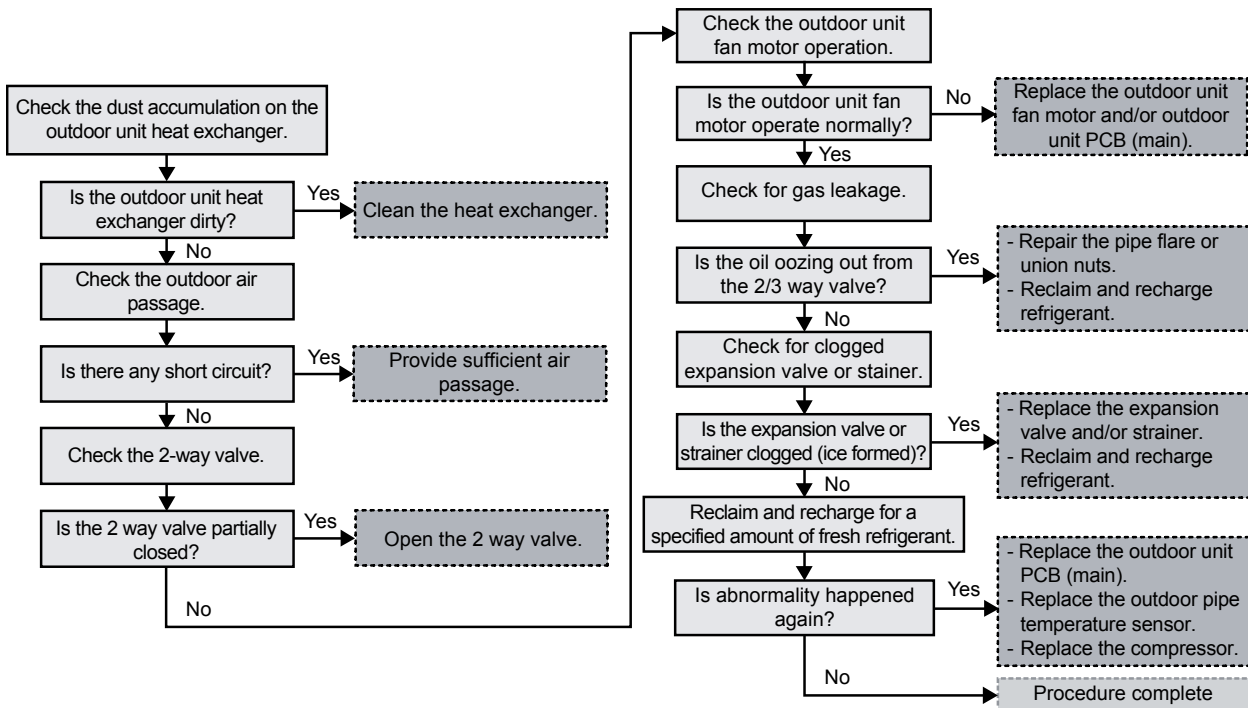 Check the dust accumulation on the
outdoor unit heat exchanger.
Is the outdoor unit heat
exchanger dirty?
Yes
Clean the heat exchanger.
No
Check the outdoor air
passage.
Is there any short circuit?
Yes
Provide sufficient air
passage.
No
Check the 2-way valve.
Is the 2 way valve partially
closed?
Yes
Open the 2 way valve.
No
Check the outdoor unit
fan motor operation.
Is the outdoor unit fan
motor operate normally?
No
Replace the outdoor unit
fan motor and/or outdoor
unit PCB (main).
Yes
Check for gas leakage.
Is the oil oozing out from
the 2/3 way valve?
Yes
- Repair the pipe flare or
union nuts.
- Reclaim and recharge
refrigerant.
No
Check for clogged
expansion valve or stainer.
Is the expansion valve or
strainer clogged (ice formed)?
Yes
- Replace the expansion
valve and/or strainer.
- Reclaim and recharge
refrigerant.
No
Reclaim and recharge for a
specified amount of fresh refrigerant.
Is abnormality happened
again?
Yes
- Replace the outdoor unit
PCB (main).
- Replace the outdoor pipe
temperature sensor.
- Replace the compressor.
No
Procedure complete